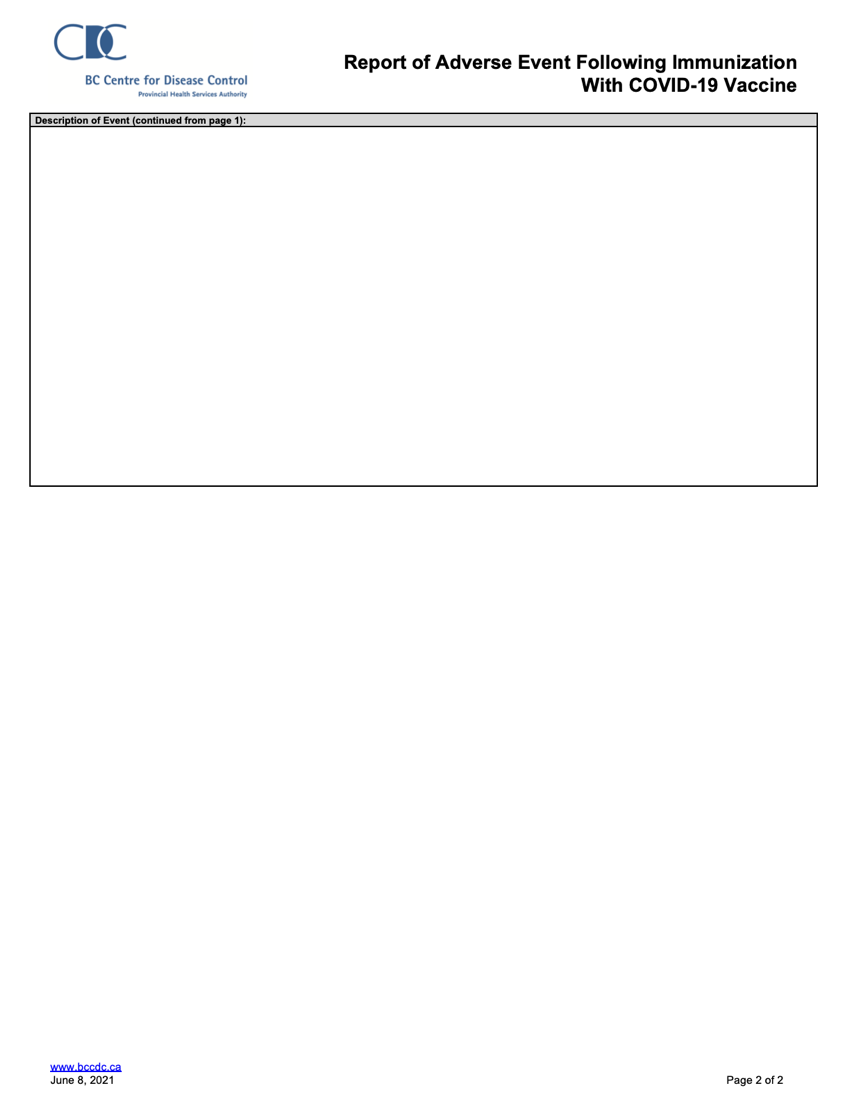 CDC
BC Centre for Disease Control
Provincial Health Services Authority
Report of Adverse Event Following Immunization
With COVID-19 Vaccine
Description of Event (continued from page 1):
www.bccdc.ca
June 8, 2021
Page 2 of 2